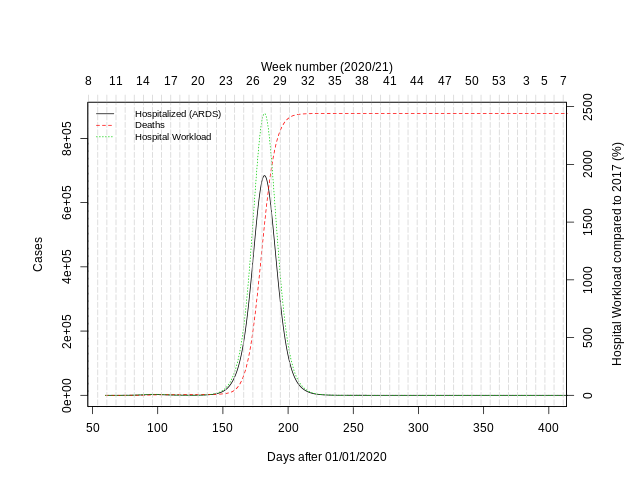 Week number (2020/21)
8 11 14 17 20 23 26 29 32 35 38 41 44 47 50 53 3 5 7
Hospitalized (ARDS)
Deaths
Hospital Workload
Cases
0e+00 2e+05 4e+05 6e+05 8e+05
Hospital Workload compared to 2017 (%)
0 500 1000 1500 2000 2500
50 100 150 200 250 300 350 400
Days after 01/01/2020